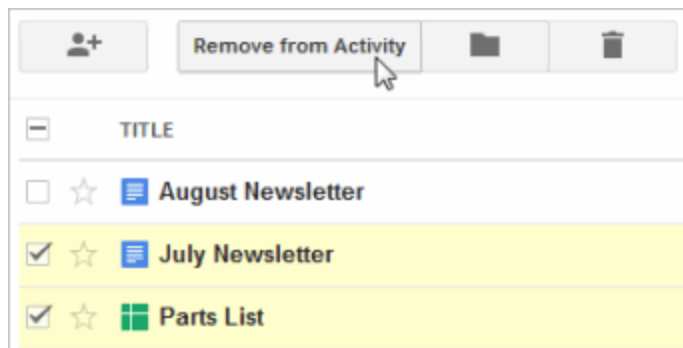 Remove from Activity
TITLE
August Newsletter
July Newsletter
Parts List